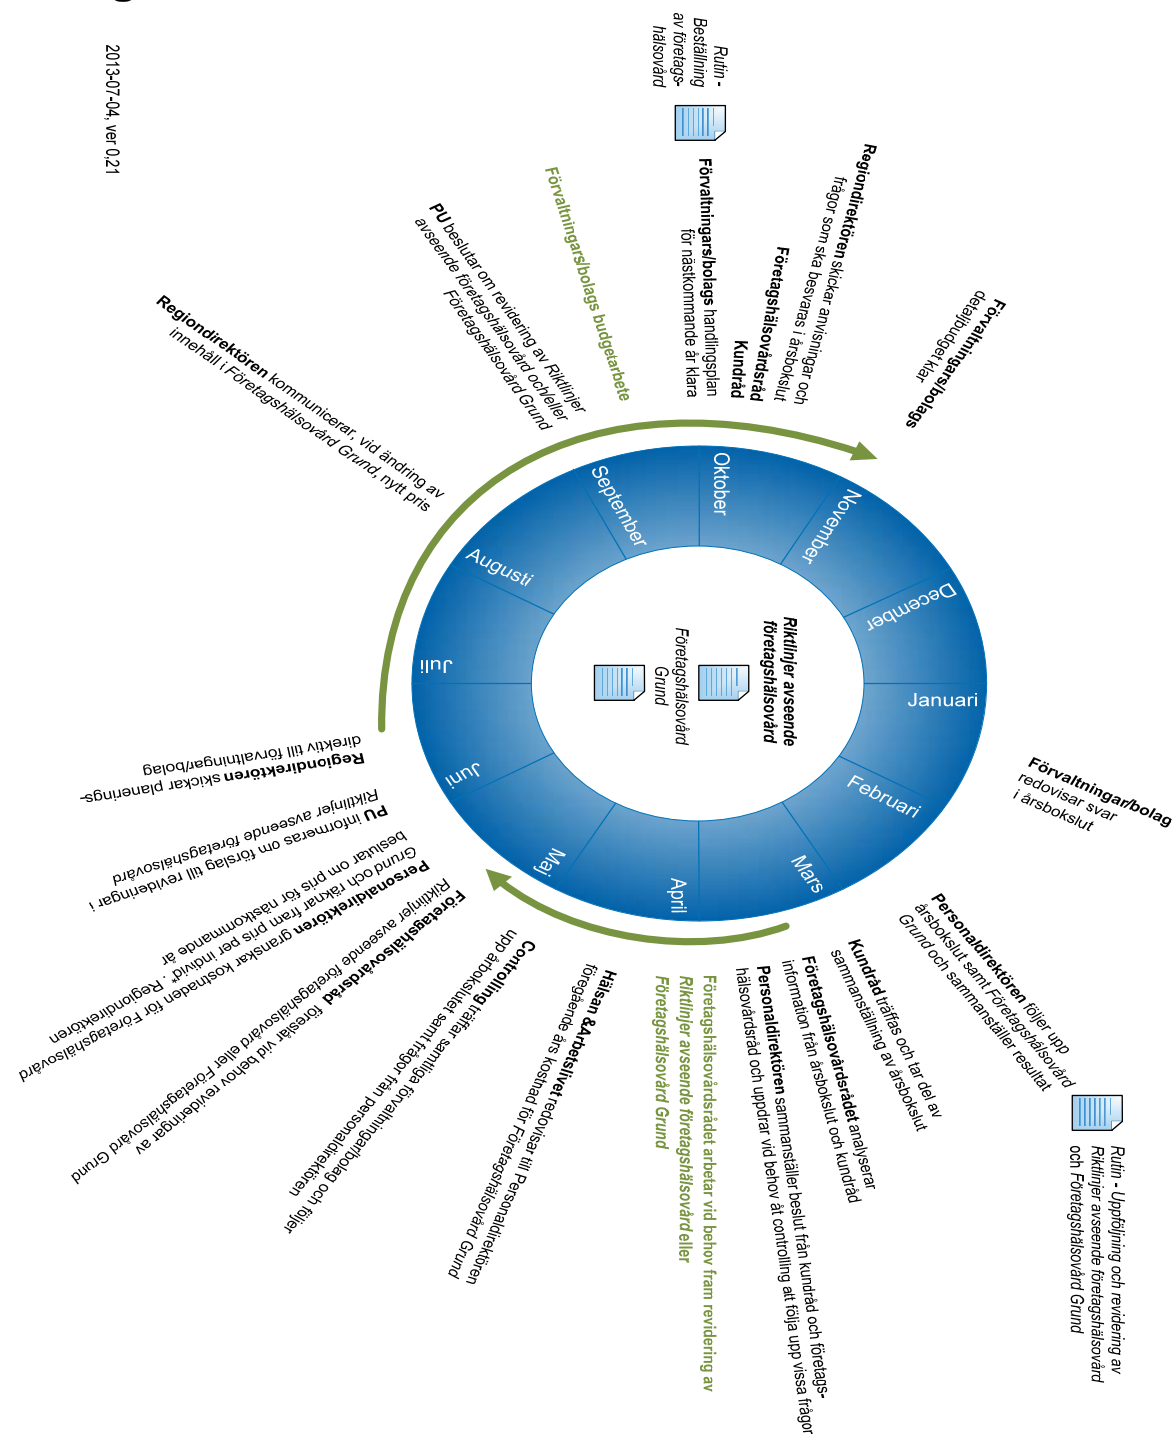 2013-07-04, ver 0,21
Rutin -
Beställning
av företags-
hälsovård
Förvaltningars/bolags handlingsplan
för nästkommande år klara
Företagshälsovårdsråd
Kundråd
Regiondirektören skickar anvisningar och
frågor som ska besvaras i årsbokslut
Förvaltningars/bolags
detaljbudget klar
Förvaltningar/bolag
redovisar svar
i årsbokslut
Personaldirektören följer upp
årsbokslut samt Företagshälsovård
Grund och sammanställer resultat
Rutin - Uppföljning och revidering av
Riktlinjer avseende företagshälsovård
och Företagshälsovård Grund
Kundråd träffas och tar del av
sammanställning av årsbokslut
Företagshälsovårdsrådet analyserar
information från årsbokslut och kundråd
Personaldirektören sammanställer beslut från kundråd och företags-
hälsovårdsråd och uppdrar vid behov åt controlling att följa upp vissa frågor
Företagshälsovårdsrådet arbetar vid behov fram revidering av
Riktlinjer avseende företagshälsovård eller
Företagshälsovård Grund
Hälsan &Arbetslivet redovisar till Personaldirektören
föregående års kostnad för Företagshälsovård Grund
Controlling träffar samtliga förvaltningar/bolag och följer
upp årbokslutet samt frågor från personaldirektören
Företagshälsovårdsråd föreslår vid behov revideringar av
Riktlinjer avseende företagshälsovård eller Företagshälsovård Grund
Personaldirektören granskar kostnaden för Företagshälsovård
Grund och räknar fram pris per individ*. Regiondirektören
beslutar om pris för nästkommande år
PU informeras om förslag till revideringar i
Riktlinjer avseende företagshälsovård
Regiondirektören skickar planerings-
direktiv till förvaltningar/bolag
Regiondirektören kommunicerar, vid ändring av
innehåll i Företagshälsovård Grund, nytt pris
PU beslutar om revidering av Riktlinjer
avseende företagshälsovård och/eller
Företagshälsovård Grund
Förvaltningars/bolags budgetarbete
Januari
Februari
Mars
April
Maj
Juni
Juli
Augusti
September
Oktober
November
December
Riktlinjer avseende
företagshälsovård
Företagshälsovård
Grund